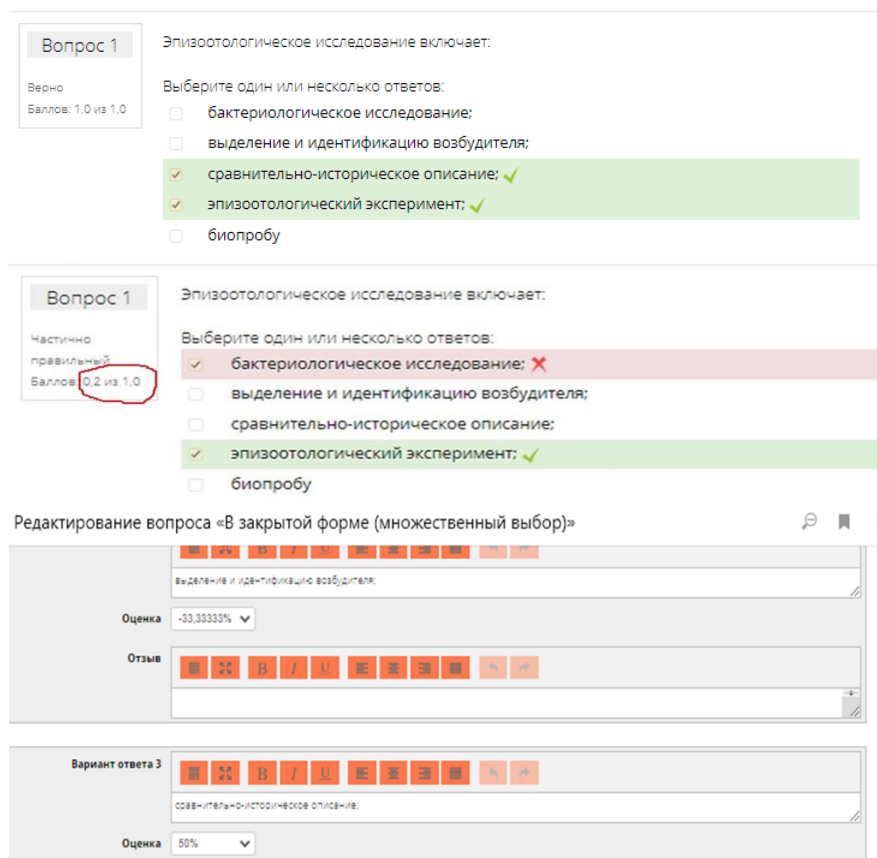 Вопрос 1
Верно
Баллов: 1,0 из 1,0
Эпизоотологическое исследование включает:
Выберите один или несколько ответов:
бактериологическое исследование;
выделение и идентификацию возбудителя;
сравнительно-историческое описание;
эпизоотологический эксперимент;
биопробу
Вопрос 1
Частично
правильный
Баллов: 0,2 из 1,0
Эпизоотологическое исследование включает:
Выберите один или несколько ответов:
бактериологическое исследование;
выделение и идентификацию возбудителя;
сравнительно-историческое описание;
эпизоотологический эксперимент;
биопробу
Редактирование вопроса «В закрытой форме (множественный выбор)»
B I U
выделение и идентификацию возбудителя;
Оценка -33,33333%
Отзыв
B I U
Вариант ответа 3
B I U
сравнительно-историческое описание;
Оценка 50%